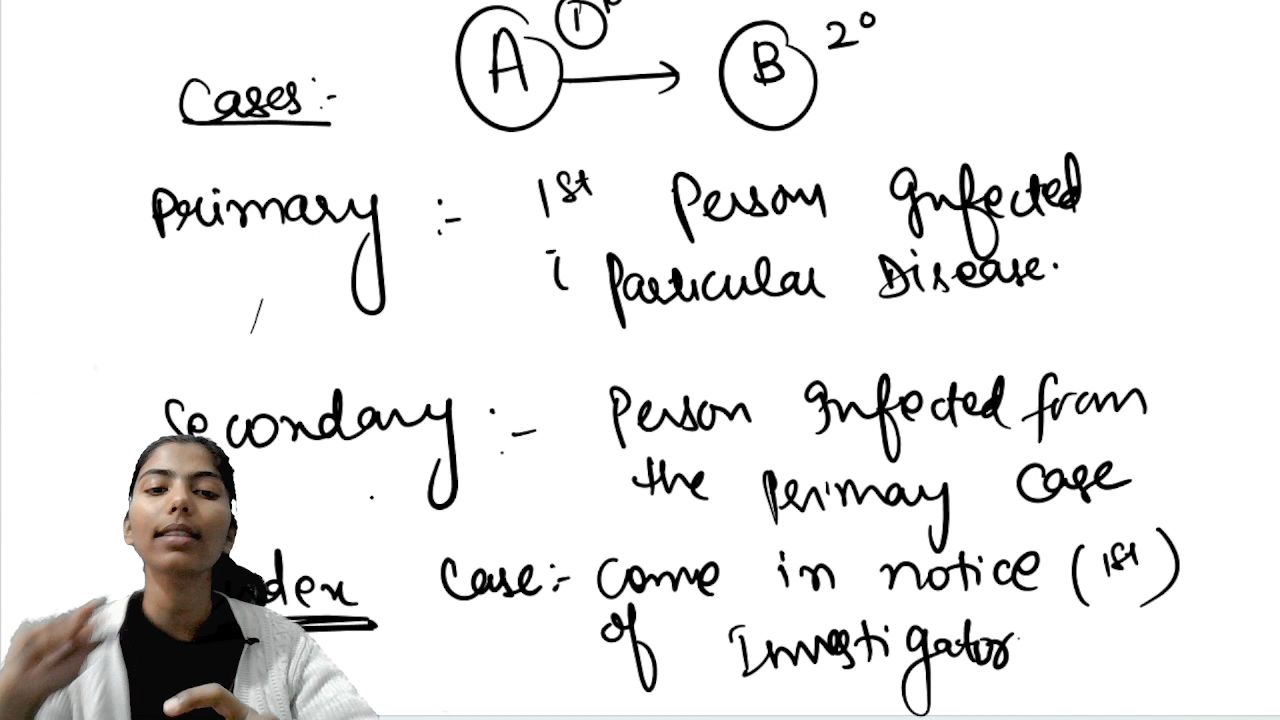 A 1° B 2°
Cases:-
Primary :- 1st Person Infected
c̄ Particular Disease.
Secondary :- Person Infected from
the Primay case
Index Case:- Come in notice (1st)
of Investigator